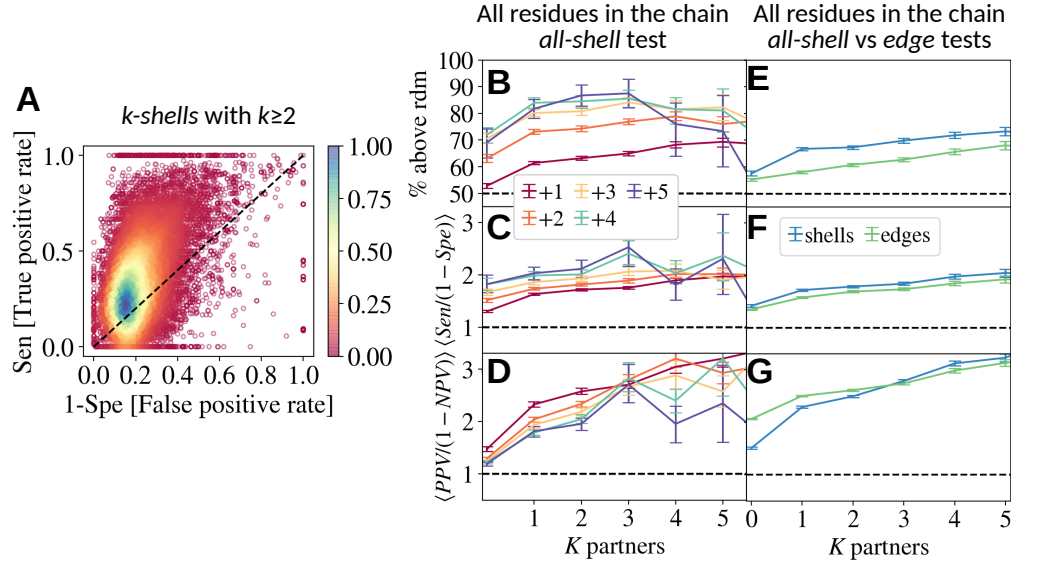 All residues in the chain
all-shell test
All residues in the chain
all-shell vs edge tests
A
k-shells with k≥2
Sen [True positive rate]
1.0
0.5
0.0
0.0 0.2 0.4 0.6 0.8 1.0
1-Spe [False positive rate]
1.00
0.75
0.50
0.25
0.00
B
% above rdm
100
90
80
70
60
50
+1 +3 +5
+2 +4
C
⟨Sen/(1 − Spe)⟩
3
2
1
D
⟨PPV/(1 − NPV)⟩
3
2
1
1 2 3 4 5
K partners
E
F
shells edges
G
0 1 2 3 4 5
K partners